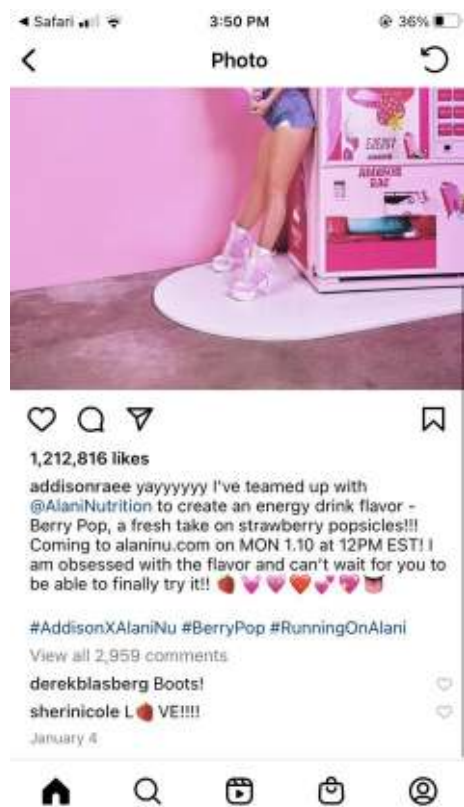 Safari
3:50 PM
36%
Photo
ADDISON
RAE
1,212,816 likes
addisonraee yayyyyyy I've teamed up with
@AlaniNutrition to create an energy drink flavor -
Berry Pop, a fresh take on strawberry popsicles!!!
Coming to alaninu.com on MON 1.10 at 12PM EST! I
am obsessed with the flavor and can't wait for you to
be able to finally try it!! 🍓💓💗❤️💕💖👅
#AddisonXAlaniNu #BerryPop #RunningOnAlani
View all 2,959 comments
derekblasberg Boots!
sherinicole L🍓VE!!!!
January 4